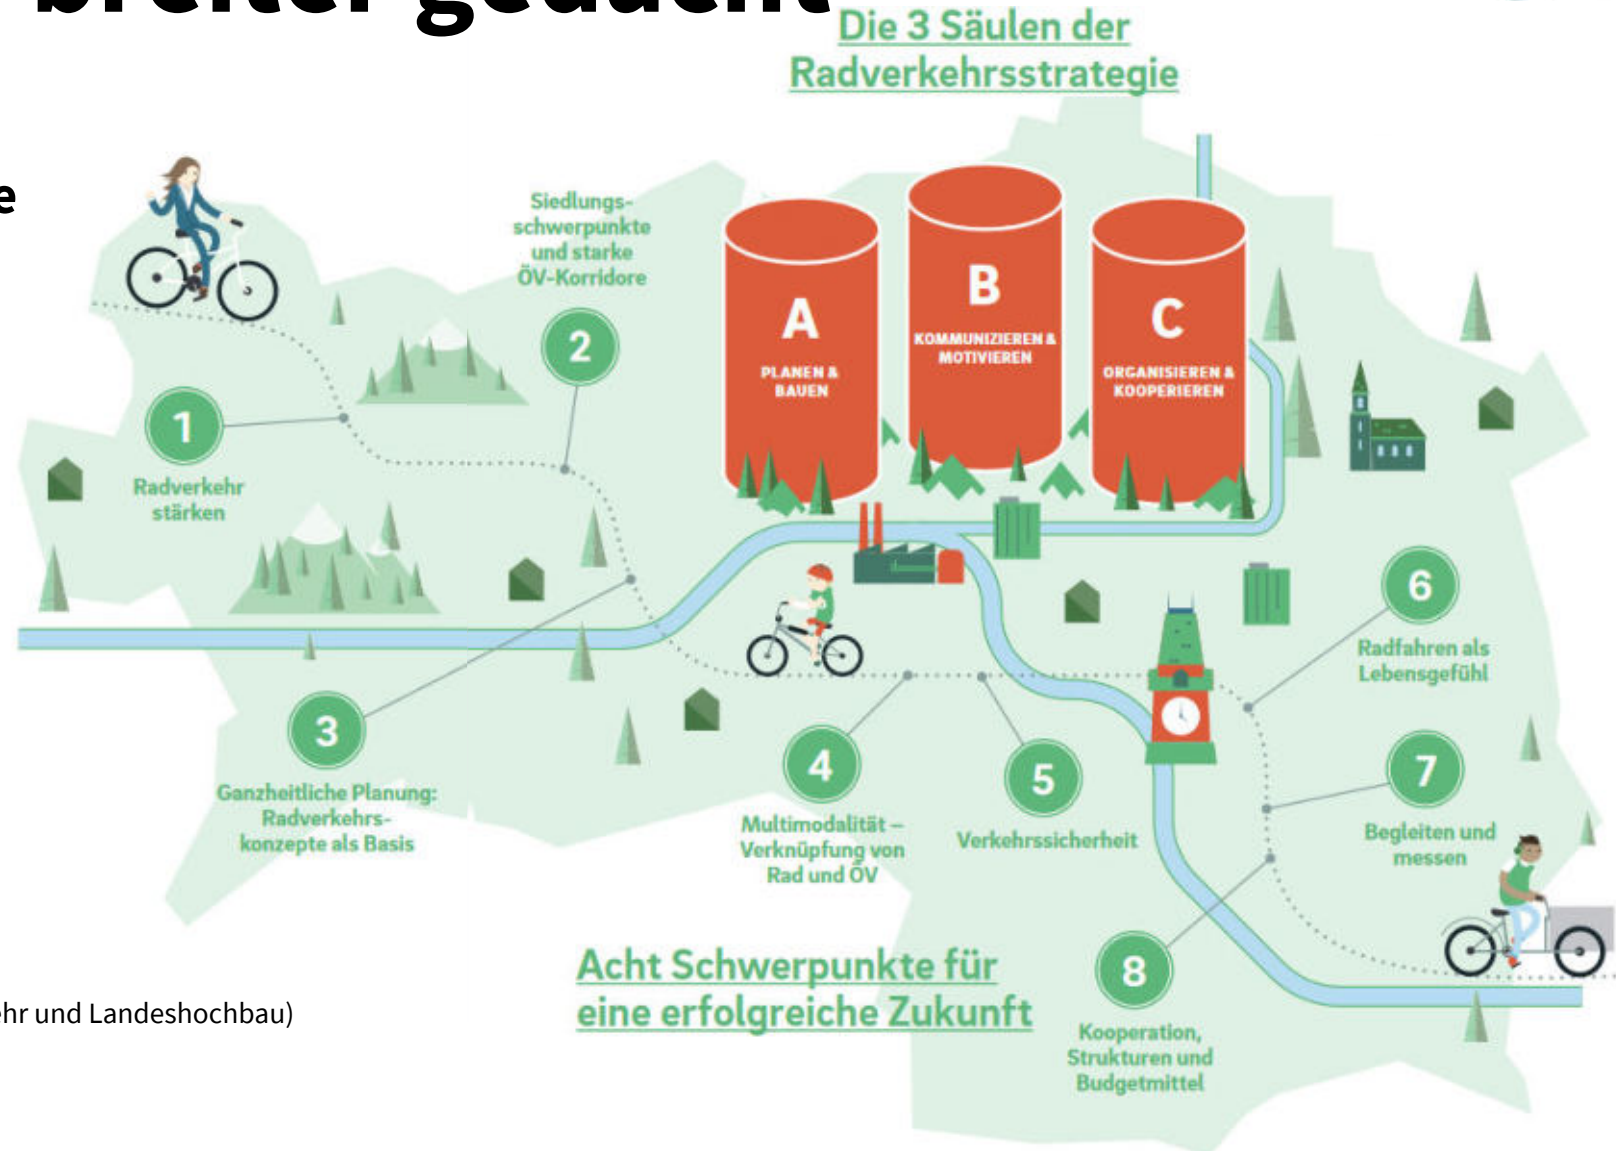 breiter gedacht
Die 3 Säulen der
Radverkehrsstrategie
e
Siedlungs-
schwerpunkte
und starke
ÖV-Korridore
2
A
PLANEN &
BAUEN
B
KOMMUNIZIEREN &
MOTIVIEREN
C
ORGANISIEREN &
KOOPERIEREN
1
Radverkehr
stärken
3
Ganzheitliche Planung:
Radverkehrs-
konzepte als Basis
4
Multimodalität –
Verknüpfung von
Rad und ÖV
5
Verkehrssicherheit
6
Radfahren als
Lebensgefühl
7
Begleiten und
messen
8
Kooperation,
Strukturen und
Budgetmittel
Acht Schwerpunkte für
eine erfolgreiche Zukunft
ehr und Landeshochbau)